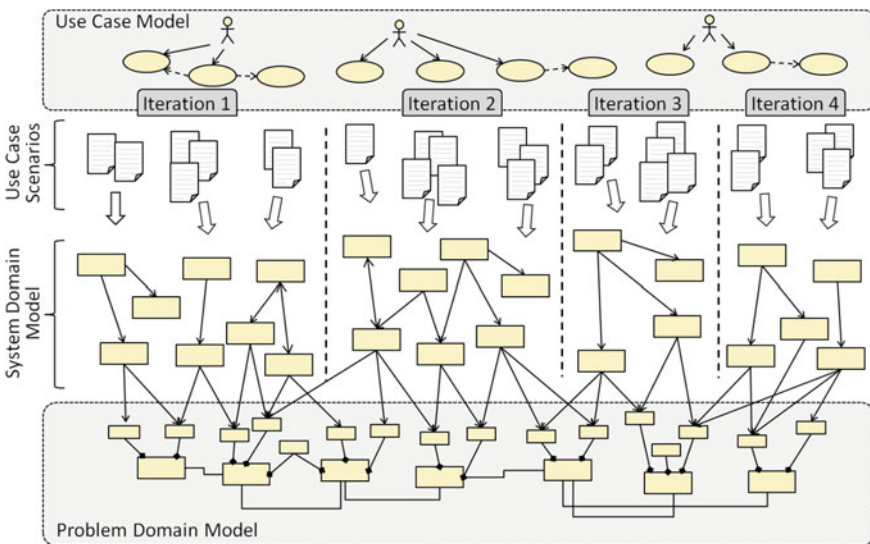 Use Case Model
Iteration 1
Iteration 2
Iteration 3
Iteration 4
Use Case
Scenarios
System Domain
Model
Problem Domain Model